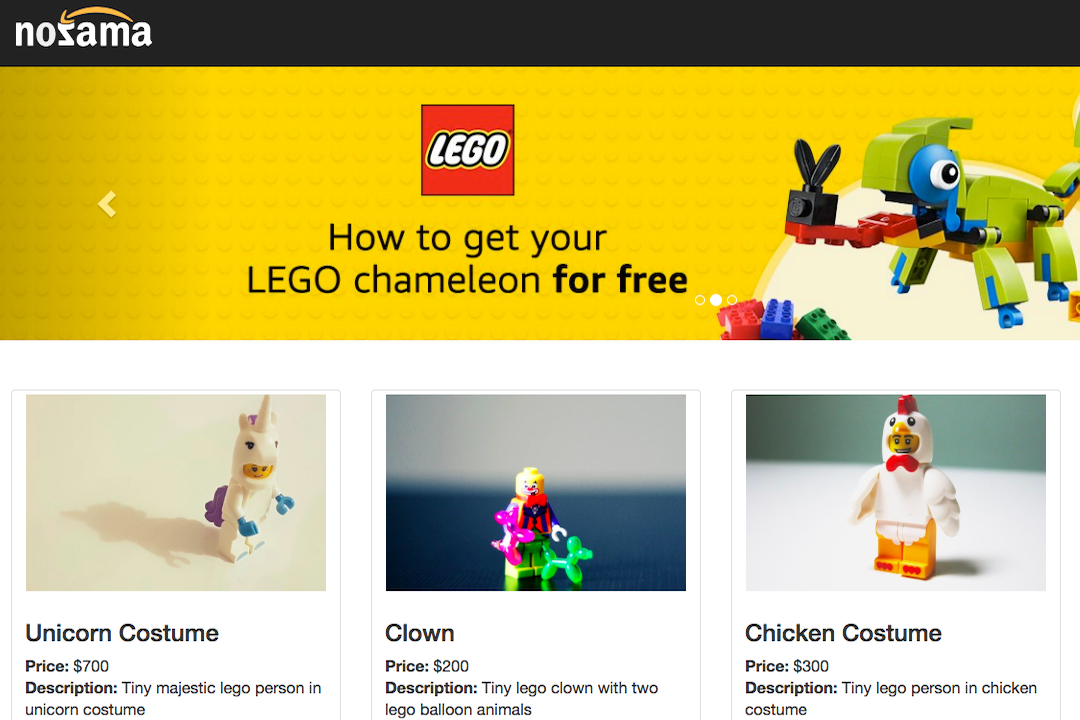 nozama
LEGO
How to get your
LEGO chameleon for free
Unicorn Costume
Price: $700
Description: Tiny majestic lego person in
unicorn costume
Clown
Price: $200
Description: Tiny lego clown with two
lego balloon animals
Chicken Costume
Price: $300
Description: Tiny lego person in chicken
costume